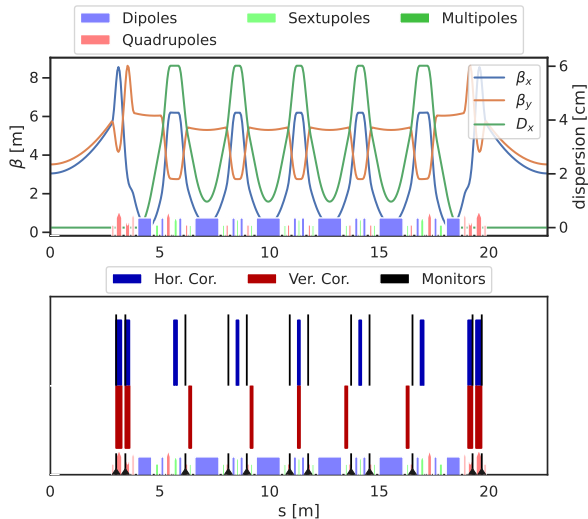 Dipoles Sextupoles Multipoles
Quadrupoles
β [m]
8
6
4
2
0
βx
βy
Dx
6
4
2
0
dispersion [cm]
0 5 10 15 20
Hor. Cor. Ver. Cor. Monitors
0 5 10 15 20
s [m]